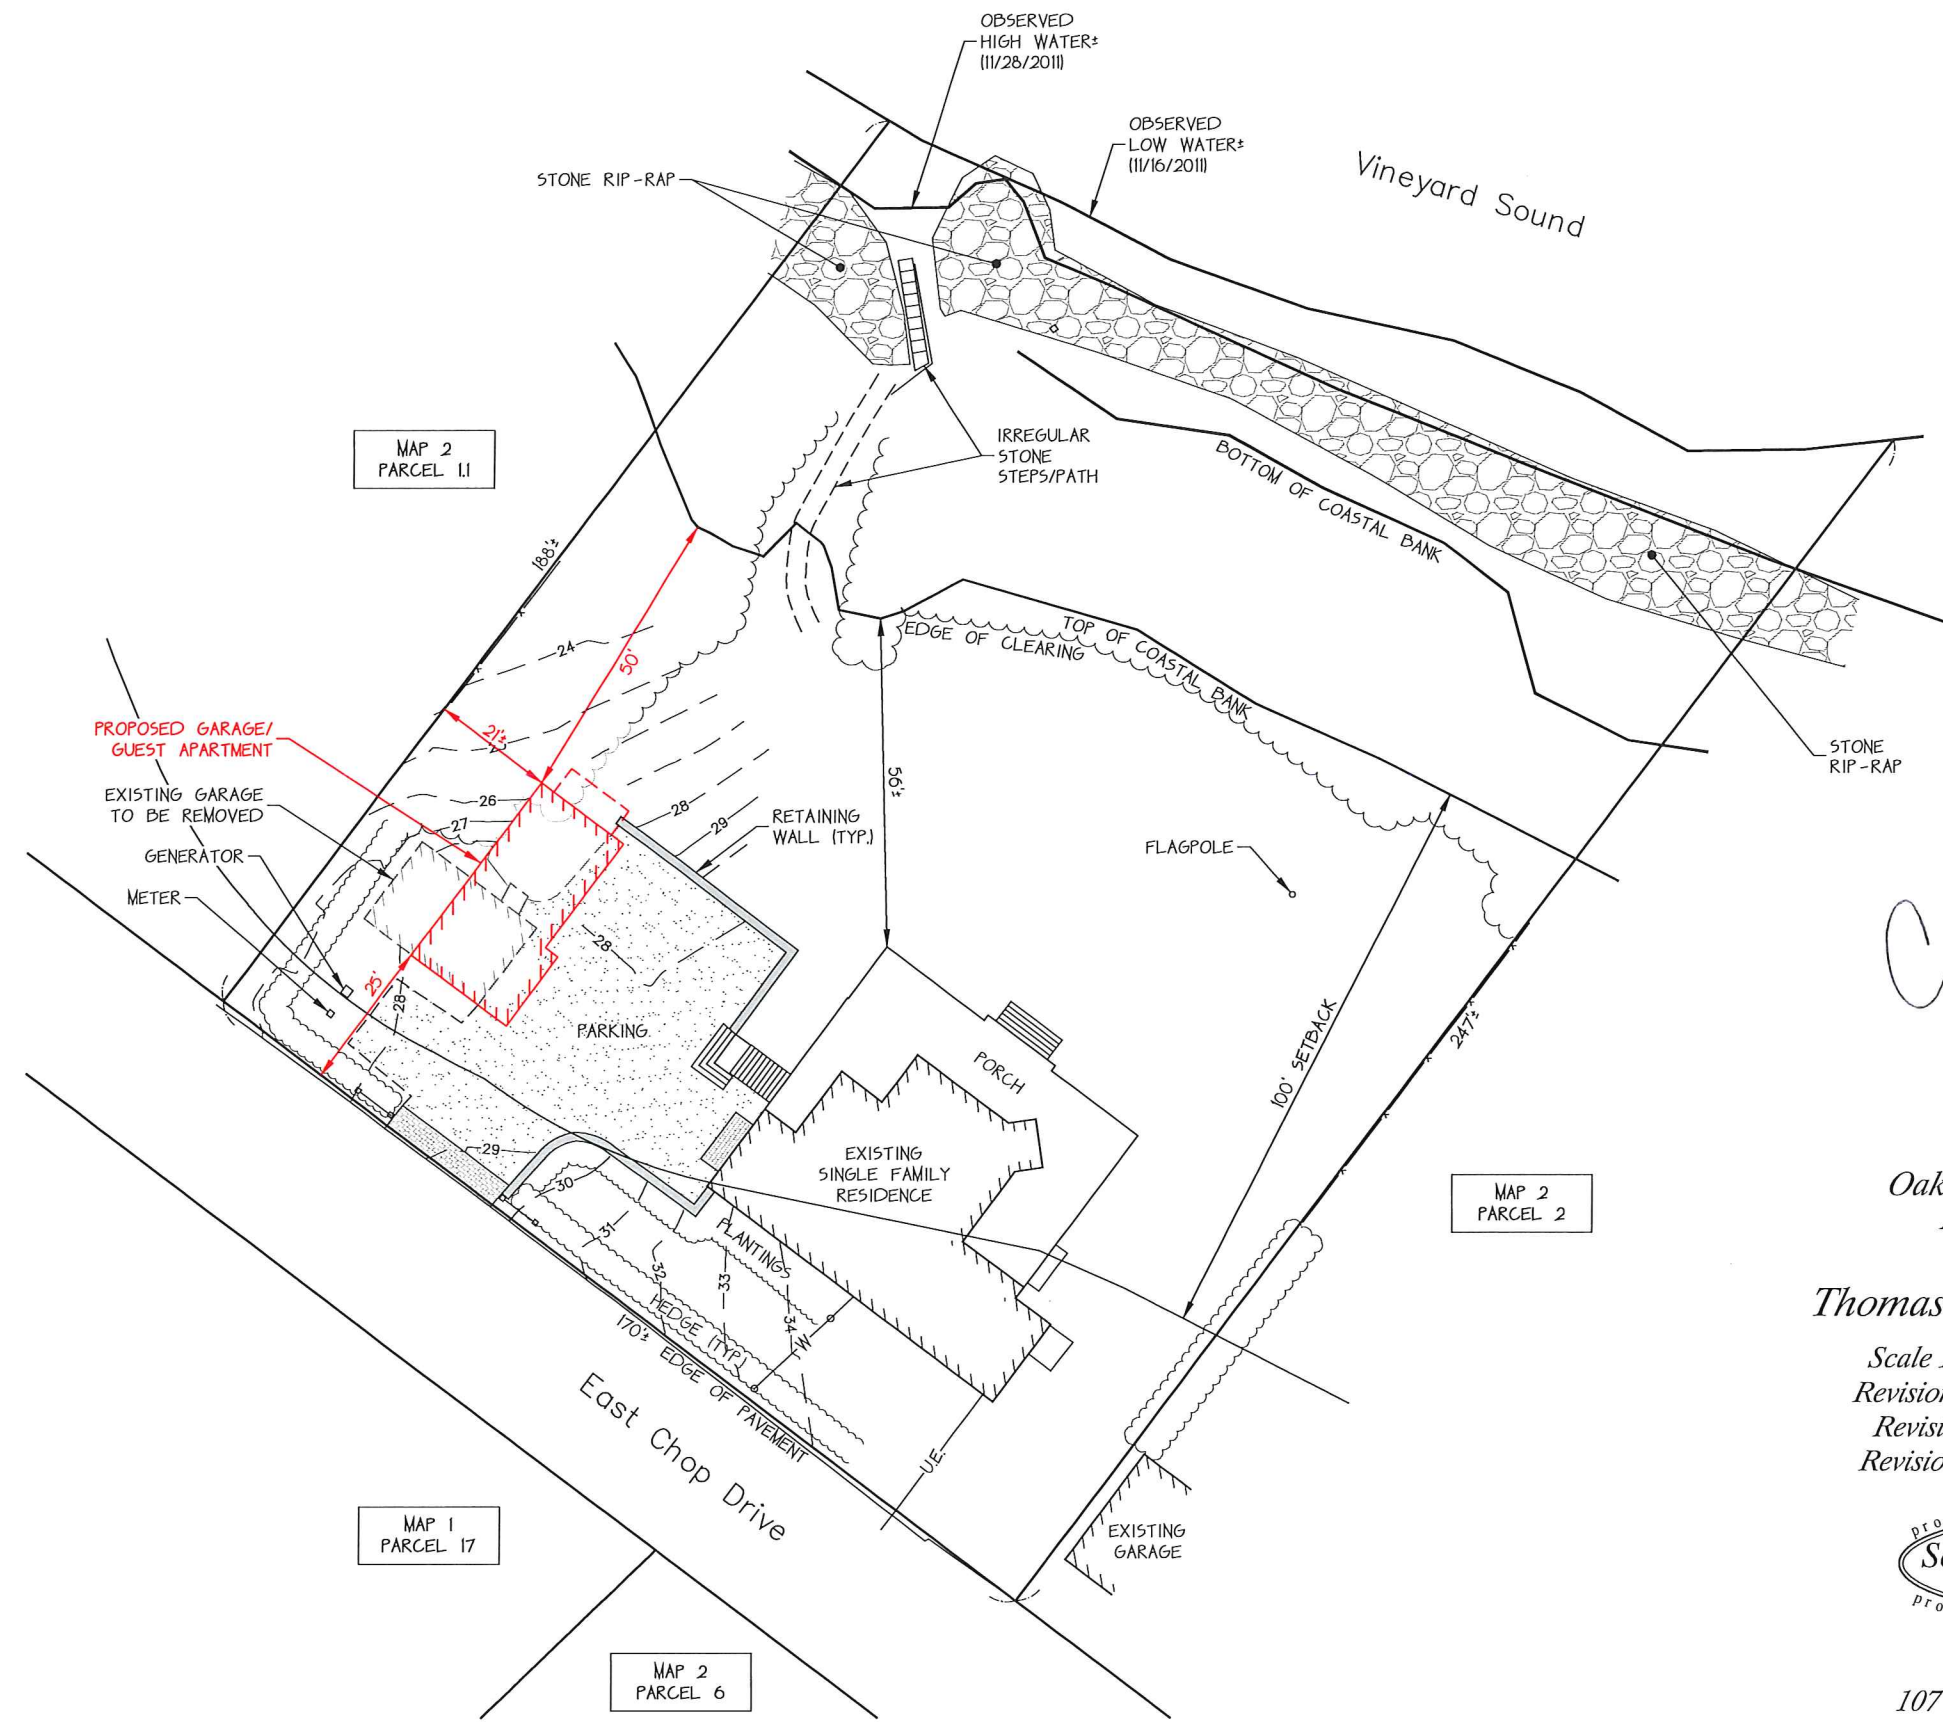 OBSERVED
HIGH WATER±
(11/28/2011)
OBSERVED
LOW WATER±
(11/16/2011)
Vineyard Sound
STONE RIP-RAP
MAP 2
PARCEL 1.1
IRREGULAR
STONE
STEPS/PATH
BOTTOM OF COASTAL BANK
188'±
24
50'
EDGE OF CLEARING
TOP OF COASTAL BANK
PROPOSED GARAGE/
GUEST APARTMENT
21'±
STONE
RIP-RAP
EXISTING GARAGE
TO BE REMOVED
26
27
28
29
RETAINING
WALL (TYP.)
56'±
FLAGPOLE
GENERATOR
METER
28
25'
28
PARKING
100' SETBACK
247'±
PORCH
EXISTING
SINGLE FAMILY
RESIDENCE
29
30
31
32
33
34
PLANTINGS
HEDGE (TYP.)
W
170'±
EDGE OF PAVEMENT
East Chop Drive
U.E.
MAP 2
PARCEL 2
Oak
Thomas
Scale
Revision
Revisi
Revisio
pro
S
pro
107
EXISTING
GARAGE
MAP 1
PARCEL 17
MAP 2
PARCEL 6